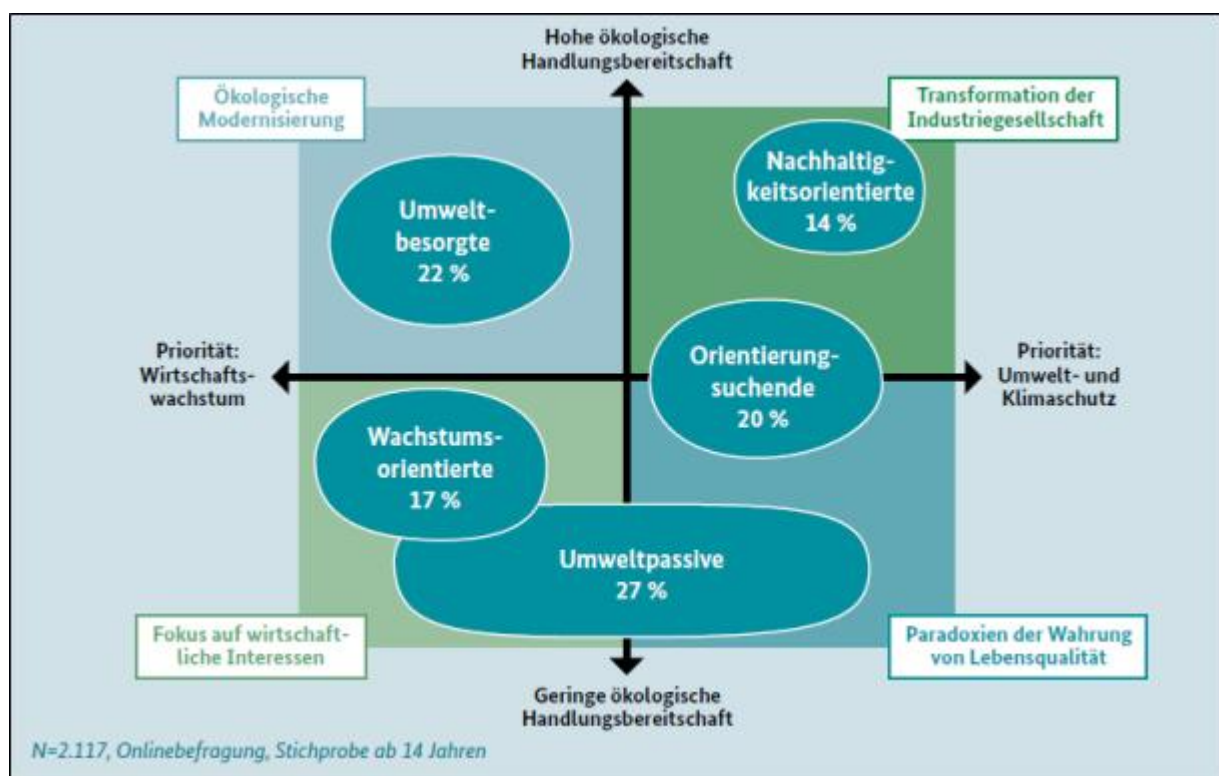 Hohe ökologische
Handlungsbereitschaft
Ökologische
Modernisierung
Transformation der
Industriegesellschaft
Nachhaltig-
keitsorientierte
14 %
Umwelt-
besorgte
22 %
Priorität:
Wirtschafts-
wachstum
Orientierung-
suchende
20 %
Priorität:
Umwelt- und
Klimaschutz
Wachstums-
orientierte
17 %
Umweltpassive
27 %
Fokus auf wirtschaft-
liche Interessen
Paradoxien der Wahrung
von Lebensqualität
Geringe ökologische
Handlungsbereitschaft
N=2.117, Onlinebefragung, Stichprobe ab 14 Jahren